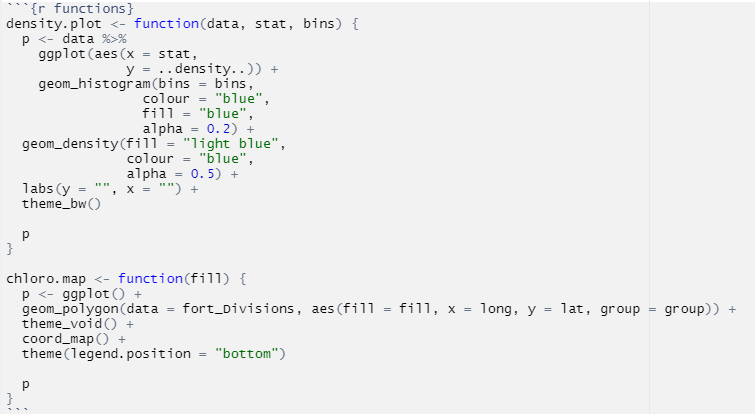 ```{r functions}
density.plot <- function(data, stat, bins) {
  p <- data %>%
    ggplot(aes(x = stat,
               y = ..density..)) +
    geom_histogram(bins = bins,
                 colour = "blue",
                 fill = "blue",
                 alpha = 0.2) +
  geom_density(fill = "light blue",
               colour = "blue",
               alpha = 0.5) +
  labs(y = "", x = "") +
  theme_bw()

  p
}

chloro.map <- function(fill) {
  p <- ggplot() +
  geom_polygon(data = fort_Divisions, aes(fill = fill, x = long, y = lat, group = group)) +
  theme_void() +
  coord_map() +
  theme(legend.position = "bottom")

  p
}
```